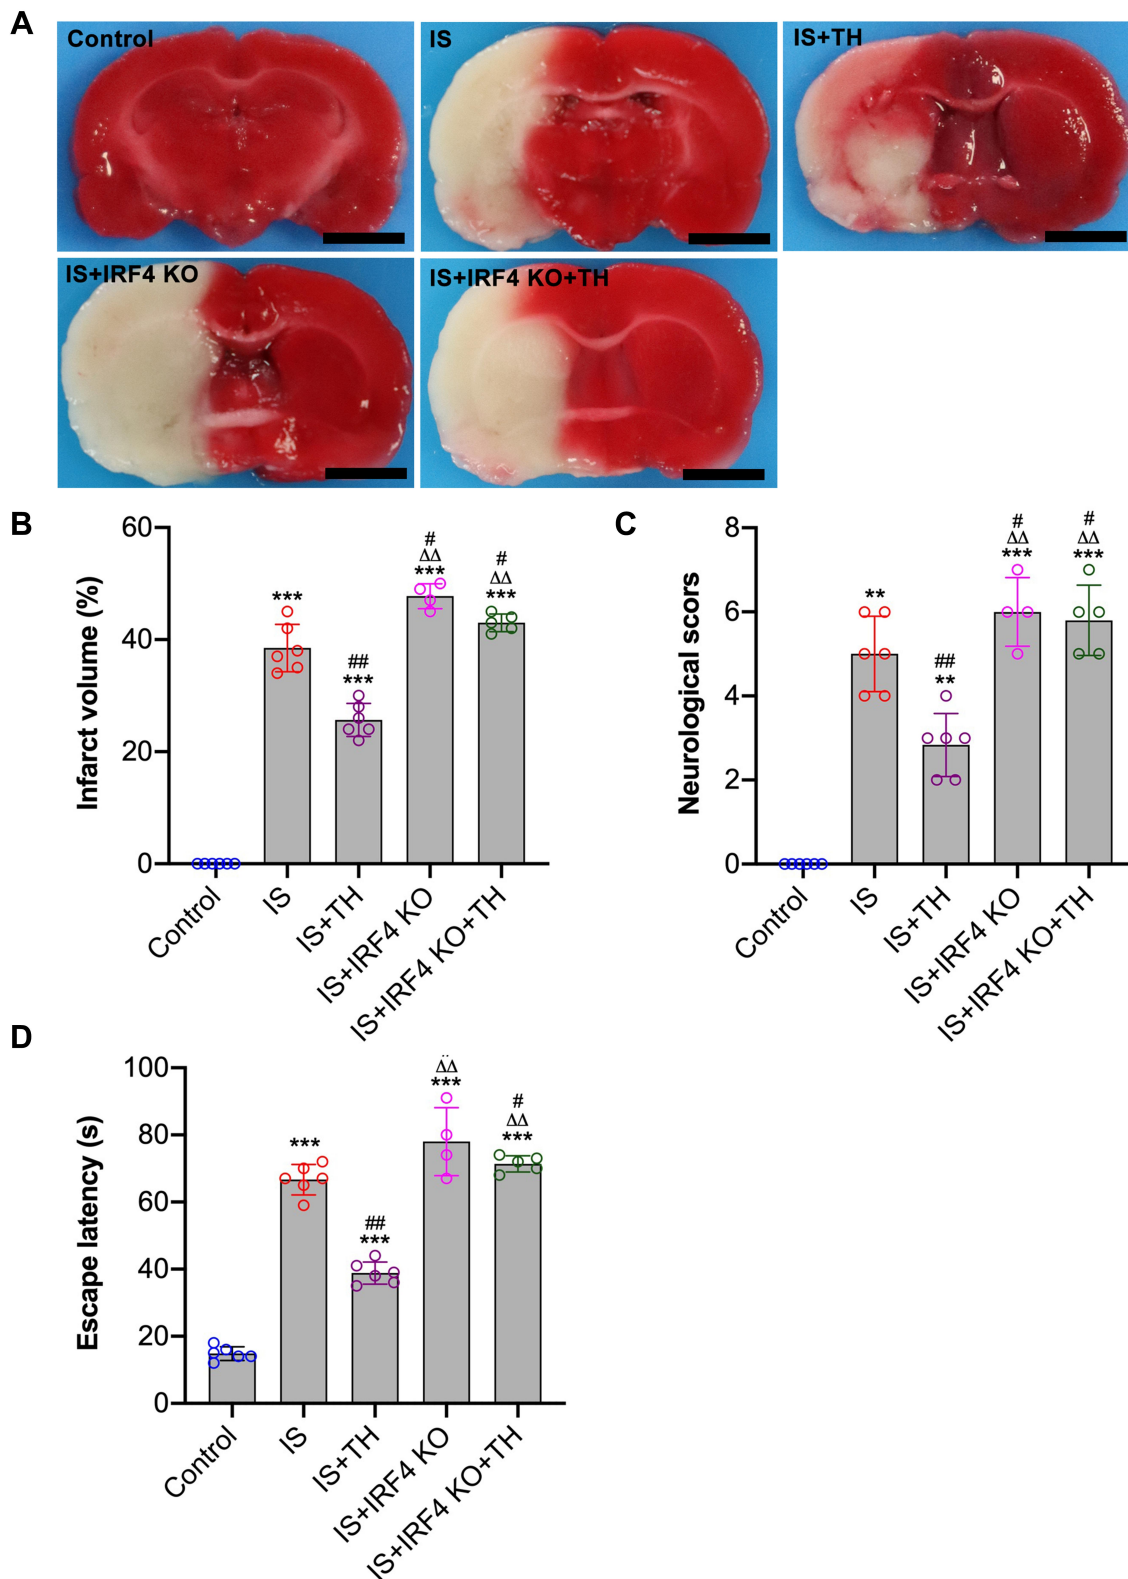 A
Control
IS
IS+TH
IS+IRF4 KO
IS+IRF4 KO+TH
B
Infarct volume (%)
60
40
20
0
***
##
***
#
ΔΔ
***
#
ΔΔ
***
Control
IS
IS+TH
IS+IRF4 KO
IS+IRF4 KO+TH
C
Neurological scors
8
6
4
2
0
**
##
**
#
ΔΔ
***
#
ΔΔ
***
Control
IS
IS+TH
IS+IRF4 KO
IS+IRF4 KO+TH
D
Escape latency (s)
100
80
60
40
20
0
***
##
***
ΔΔ
***
#
ΔΔ
***
Control
IS
IS+TH
IS+IRF4 KO
IS+IRF4 KO+TH